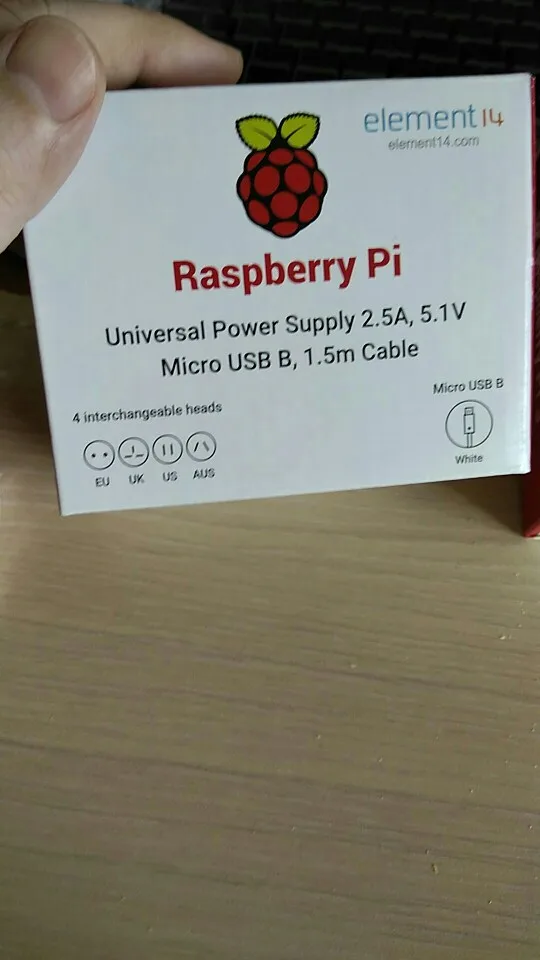 element14
element14.com
Raspberry Pi
Universal Power Supply 2.5A, 5.1V
Micro USB B, 1.5m Cable
4 interchangeable heads
EU UK US AUS
Micro USB B
White